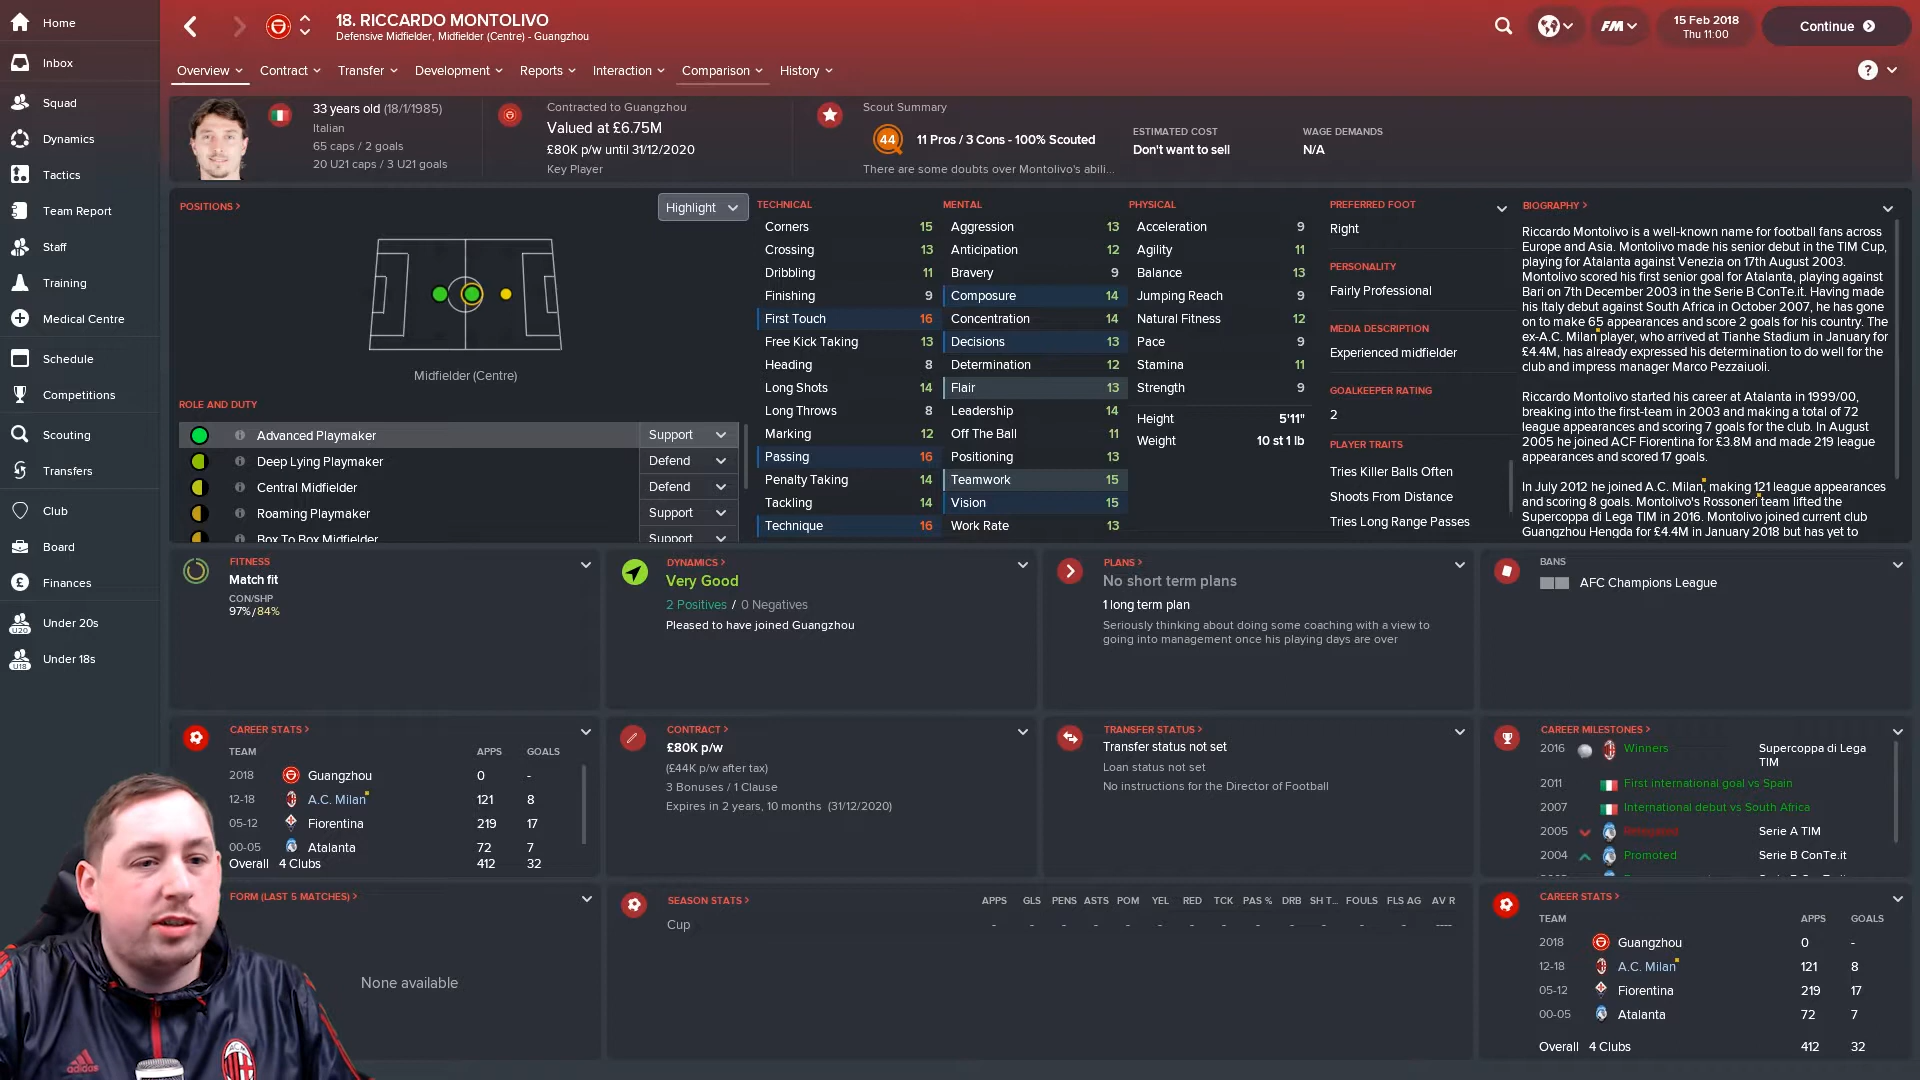 Home
Inbox
Squad
Dynamics
Tactics
Team Report
Staff
Training
Medical Centre
Schedule
Competitions
Scouting
Transfers
Club
Board
Finances
Under 20s
Under 18s
18. RICCARDO MONTOLIVO
Defensive Midfielder, Midfielder (Centre) - Guangzhou
FM
15 Feb 2018
Thu 11:00
Continue
Overview
Contract
Transfer
Development
Reports
Interaction
Comparison
History
?
33 years old (18/1/1985)
Italian
65 caps / 2 goals
20 U21 caps / 3 U21 goals
Contracted to Guangzhou
Valued at £6.75M
£80K p/w until 31/12/2020
Key Player
Scout Summary
44
11 Pros / 3 Cons - 100% Scouted
There are some doubts over Montolivo's abili...
ESTIMATED COST
Don't want to sell
WAGE DEMANDS
N/A
POSITIONS >
Highlight
Midfielder (Centre)
ROLE AND DUTY
Advanced Playmaker Support
Deep Lying Playmaker Defend
Central Midfielder Defend
Roaming Playmaker Support
Box To Box Midfielder Support
TECHNICAL
Corners 15
Crossing 13
Dribbling 11
Finishing 9
First Touch 16
Free Kick Taking 13
Heading 8
Long Shots 14
Long Throws 8
Marking 12
Passing 16
Penalty Taking 14
Tackling 14
Technique 16
MENTAL
Aggression 13
Anticipation 12
Bravery 9
Composure 14
Concentration 14
Decisions 13
Determination 12
Flair 13
Leadership 14
Off The Ball 11
Positioning 13
Teamwork 15
Vision 15
Work Rate 13
PHYSICAL
Acceleration 9
Agility 11
Balance 13
Jumping Reach 9
Natural Fitness 12
Pace 9
Stamina 11
Strength 9
Height 5'11"
Weight 10 st 1 lb
PREFERRED FOOT
Right
PERSONALITY
Fairly Professional
MEDIA DESCRIPTION
Experienced midfielder
GOALKEEPER RATING
2
PLAYER TRAITS
Tries Killer Balls Often
Shoots From Distance
Tries Long Range Passes
BIOGRAPHY >
Riccardo Montolivo is a well-known name for football fans across
Europe and Asia. Montolivo made his senior debut in the TIM Cup,
playing for Atalanta against Venezia on 17th August 2003.
Montolivo scored his first senior goal for Atalanta, playing against
Bari on 7th December 2003 in the Serie B ConTe.it. Having made
his Italy debut against South Africa in October 2007, he has gone
on to make 65 appearances and score 2 goals for his country. The
ex-A.C. Milan player, who arrived at Tianhe Stadium in January for
£4.4M, has already expressed his determination to do well for the
club and impress manager Marco Pezzaiuoli.
Riccardo Montolivo started his career at Atalanta in 1999/00,
breaking into the first-team in 2003 and making a total of 72
league appearances and scoring 7 goals for the club. In August
2005 he joined ACF Fiorentina for £3.8M and made 219 league
appearances and scored 17 goals.
In July 2012 he joined A.C. Milan, making 121 league appearances
and scoring 8 goals. Montolivo's Rossoneri team lifted the
Supercoppa di Lega TIM in 2016. Montolivo joined current club
Guangzhou Hengda for £4.4M in January 2018 but has yet to
FITNESS
Match fit
CON/SHP
97%/84%
DYNAMICS >
Very Good
2 Positives / 0 Negatives
Pleased to have joined Guangzhou
PLANS >
No short term plans
1 long term plan
Seriously thinking about doing some coaching with a view to
going into management once his playing days are over
BANS
AFC Champions League
CAREER STATS >
TEAM APPS GOALS
2018 Guangzhou 0 -
12-18 A.C. Milan 121 8
05-12 Fiorentina 219 17
00-05 Atalanta 72 7
Overall 4 Clubs 412 32
CONTRACT >
£80K p/w
(£44K p/w after tax)
3 Bonuses / 1 Clause
Expires in 2 years, 10 months (31/12/2020)
TRANSFER STATUS >
Transfer status not set
Loan status not set
No instructions for the Director of Football
CAREER MILESTONES >
2016 Winners Supercoppa di Lega
TIM
2011 First international goal vs Spain
2007 International debut vs South Africa
2005 Relegated Serie A TIM
2004 Promoted Serie B ConTe.it
FORM (LAST 5 MATCHES) >
None available
SEASON STATS >
APPS GLS PENS ASTS POM YEL RED TCK PAS % DRB SH T... FOULS FLS AG AV R
Cup - - - - - - - - - - - - - ----
CAREER STATS >
TEAM APPS GOALS
2018 Guangzhou 0 -
12-18 A.C. Milan 121 8
05-12 Fiorentina 219 17
00-05 Atalanta 72 7
Overall 4 Clubs 412 32
adidas
ACM